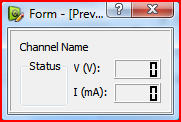 Form - [Prev...
Channel Name
Status
V (V): 0
I (mA): 0